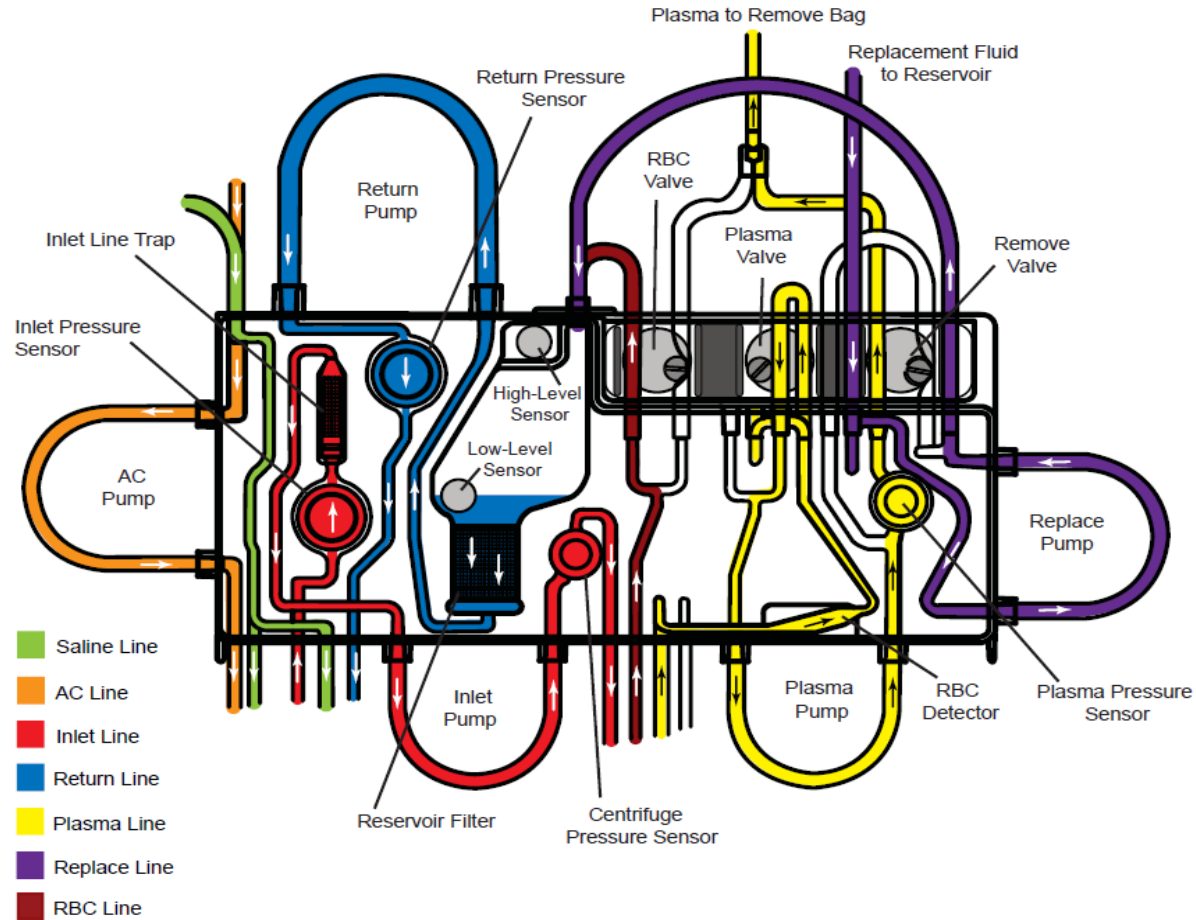 Plasma to Remove Bag
Replacement Fluid
to Reservoir
Return Pressure
Sensor
RBC
Valve
Return
Pump
Inlet Line Trap
Plasma
Valve
Remove
Valve
Inlet Pressure
Sensor
High-Level
Sensor
Low-Level
Sensor
AC
Pump
Replace
Pump
Saline Line
AC Line
Inlet Line
Return Line
Plasma Line
Replace Line
RBC Line
Inlet
Pump
Plasma
Pump
RBC
Detector
Plasma Pressure
Sensor
Reservoir Filter
Centrifuge
Pressure Sensor